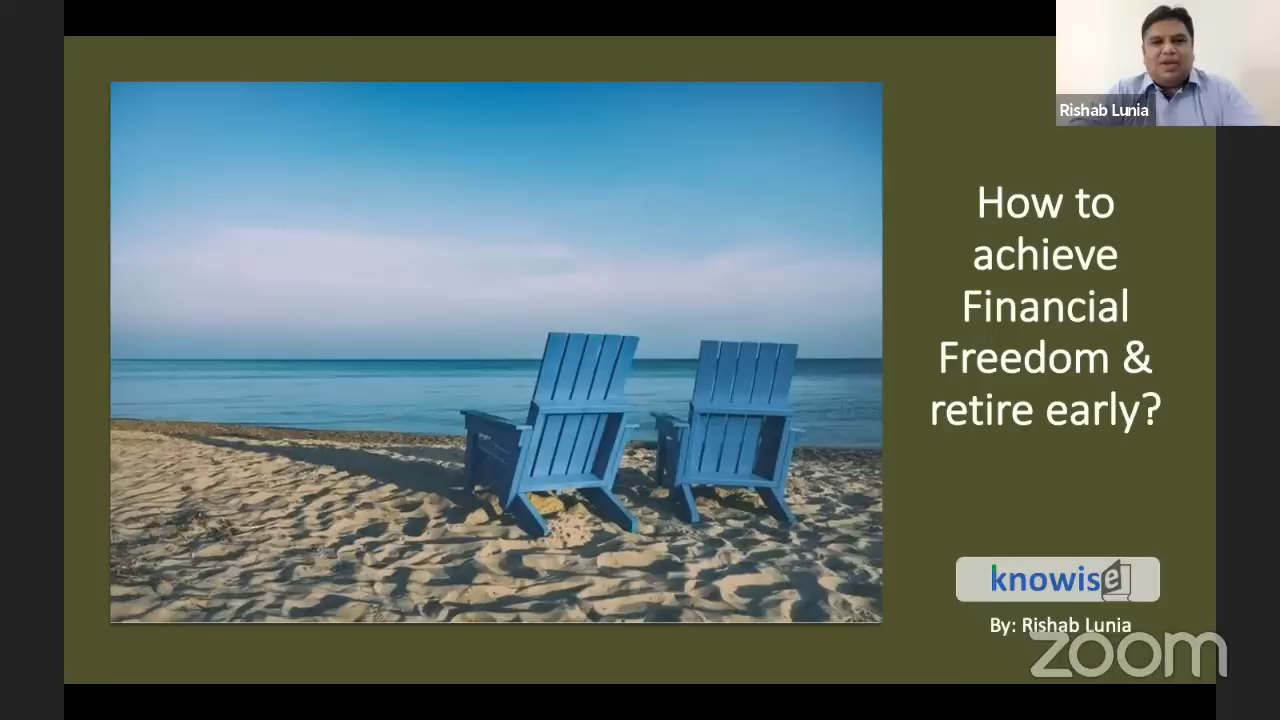 Rishab Lunia
How to
achieve
Financial
Freedom &
retire early?
knowise
By: Rishab Lunia
zoom